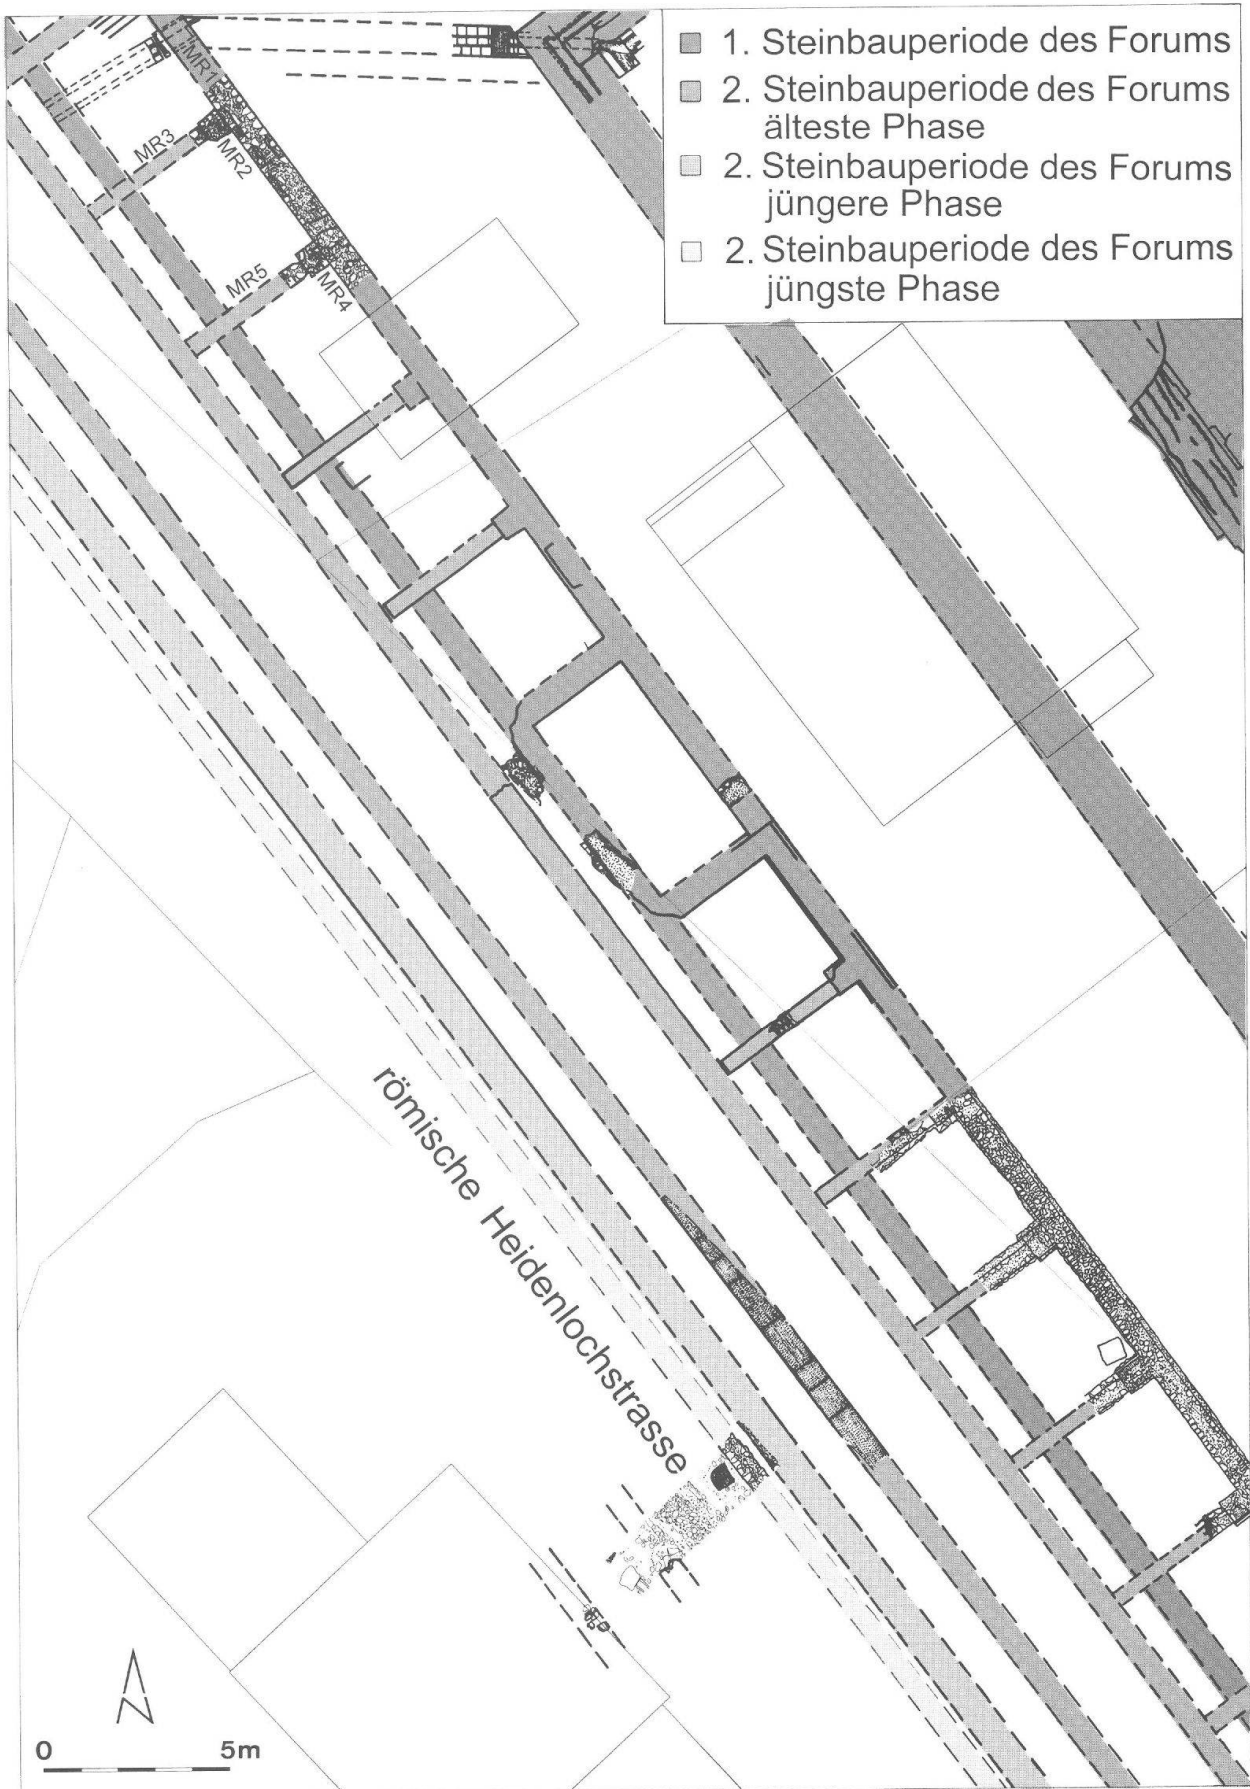 1. Steinbauperiode des Forums
2. Steinbauperiode des Forums
älteste Phase
2. Steinbauperiode des Forums
jüngere Phase
2. Steinbauperiode des Forums
jüngste Phase
MR1
MR3
MR2
MR5
MR4
römische Heidenlochstrasse
N
0 5m